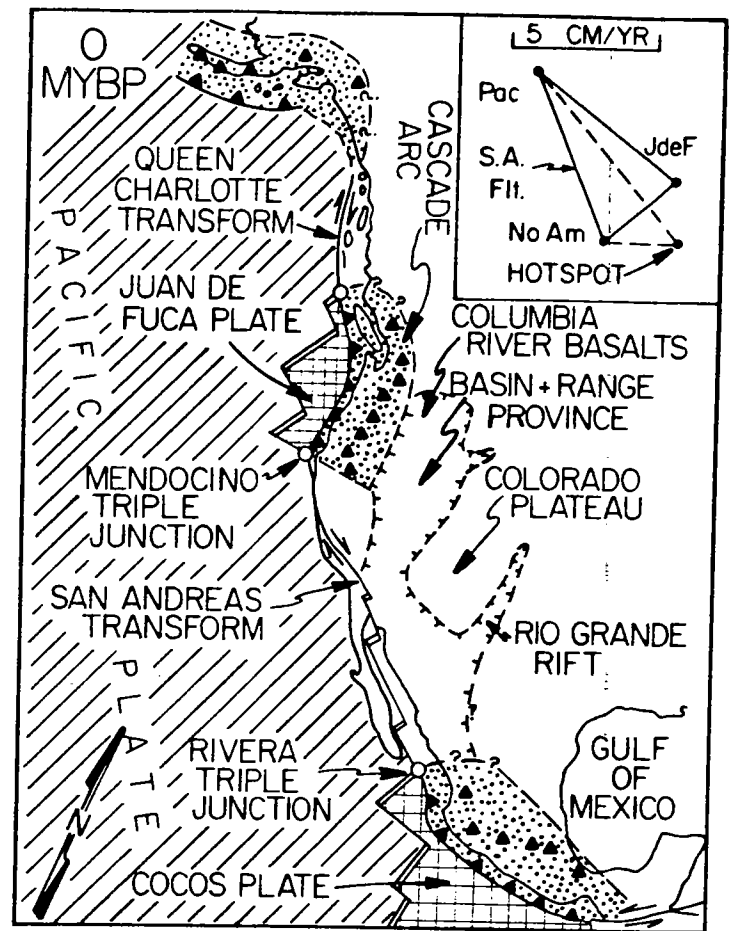 0
MYBP
5 CM/YR
Pac
JdeF
S.A.
Flt.
No Am
HOTSPOT
CASCADE
ARC
QUEEN
CHARLOTTE
TRANSFORM
JUAN DE
FUCA PLATE
COLUMBIA
RIVER BASALTS
BASIN + RANGE
PROVINCE
MENDOCINO
TRIPLE
JUNCTION
COLORADO
PLATEAU
SAN ANDREAS
TRANSFORM
RIO GRANDE
RIFT
PACIFIC
PLATE
RIVERA
TRIPLE
JUNCTION
GULF
OF
MEXICO
COCOS PLATE
N
?
?
?
?
?
?